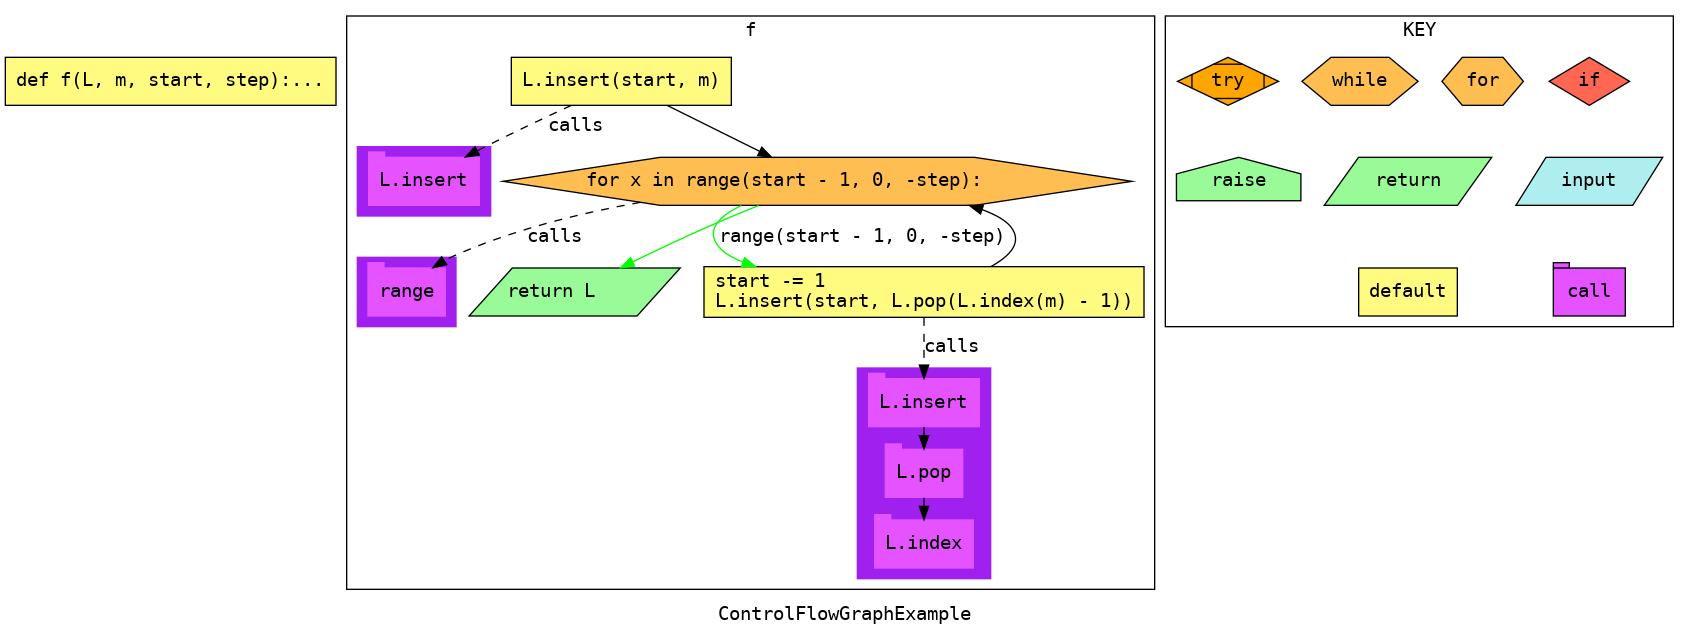 def f(L, m, start, step):...
f
L.insert(start, m)
calls
L.insert
for x in range(start - 1, 0, -step):
calls
range(start - 1, 0, -step)
range
return L
start -= 1
L.insert(start, L.pop(L.index(m) - 1))
calls
L.insert
L.pop
L.index
KEY
try
while
for
if
raise
return
input
default
call
ControlFlowGraphExample